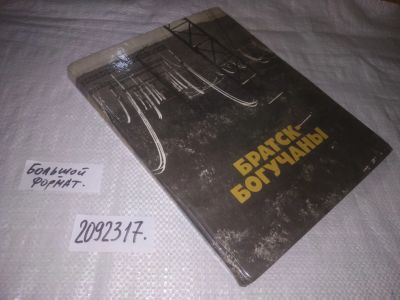 БРАТСК-
БОГУЧАНЫ
БОЛЬШОЙ
ФОРМАТ.
2092317.